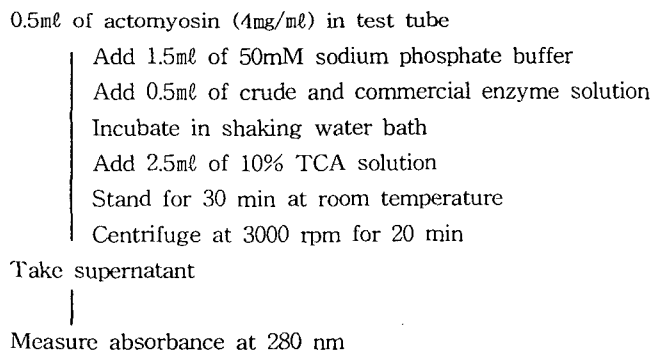 0.5㎖ of actomyosin (4mg/㎖) in test tube
Add 1.5㎖ of 50mM sodium phosphate buffer
Add 0.5㎖ of crude and commercial enzyme solution
Incubate in shaking water bath
Add 2.5㎖ of 10% TCA solution
Stand for 30 min at room temperature
Centrifuge at 3000 rpm for 20 min
Take supernatant
Measure absorbance at 280 nm